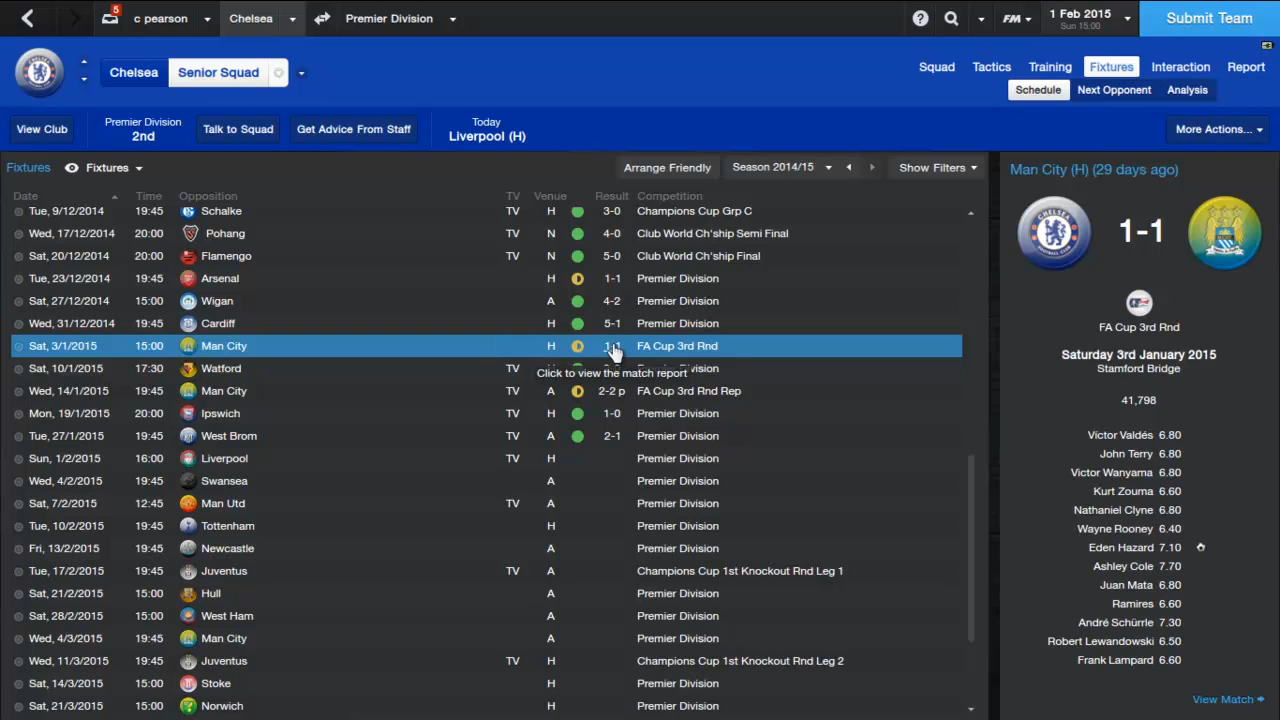 5
c pearson
Chelsea
Premier Division
FM
1 Feb 2015
Sun 15:00
Submit Team
Chelsea
Senior Squad
Squad
Tactics
Training
Fixtures
Interaction
Report
Schedule
Next Opponent
Analysis
View Club
Premier Division
2nd
Talk to Squad
Get Advice From Staff
Today
Liverpool (H)
More Actions...
Fixtures
Fixtures
Arrange Friendly
Season 2014/15
Show Filters
Date Time Opposition TV Venue Result Competition
Tue, 9/12/2014 19:45 Schalke TV H 3-0 Champions Cup Grp C
Wed, 17/12/2014 20:00 Pohang TV N 4-0 Club World Ch'ship Semi Final
Sat, 20/12/2014 20:00 Flamengo TV N 5-0 Club World Ch'ship Final
Tue, 23/12/2014 19:45 Arsenal H 1-1 Premier Division
Sat, 27/12/2014 15:00 Wigan A 4-2 Premier Division
Wed, 31/12/2014 19:45 Cardiff H 5-1 Premier Division
Sat, 3/1/2015 15:00 Man City H 1-1 FA Cup 3rd Rnd
Sat, 10/1/2015 17:30 Watford TV
Click to view the match report
Wed, 14/1/2015 19:45 Man City TV A 2-2 p FA Cup 3rd Rnd Rep
Mon, 19/1/2015 20:00 Ipswich TV H 1-0 Premier Division
Tue, 27/1/2015 19:45 West Brom TV A 2-1 Premier Division
Sun, 1/2/2015 16:00 Liverpool TV H Premier Division
Wed, 4/2/2015 19:45 Swansea A Premier Division
Sat, 7/2/2015 12:45 Man Utd TV A Premier Division
Tue, 10/2/2015 19:45 Tottenham H Premier Division
Fri, 13/2/2015 19:45 Newcastle A Premier Division
Tue, 17/2/2015 19:45 Juventus TV A Champions Cup 1st Knockout Rnd Leg 1
Sat, 21/2/2015 15:00 Hull A Premier Division
Sat, 28/2/2015 15:00 West Ham A Premier Division
Wed, 4/3/2015 19:45 Man City A Premier Division
Wed, 11/3/2015 19:45 Juventus TV H Champions Cup 1st Knockout Rnd Leg 2
Sat, 14/3/2015 15:00 Stoke H Premier Division
Sat, 21/3/2015 15:00 Norwich H Premier Division
Man City (H) (29 days ago)
1-1
FA Cup 3rd Rnd
Saturday 3rd January 2015
Stamford Bridge
41,798
Víctor Valdés 6.80
John Terry 6.80
Victor Wanyama 6.80
Kurt Zouma 6.60
Nathaniel Clyne 6.80
Wayne Rooney 6.40
Eden Hazard 7.10
Ashley Cole 7.70
Juan Mata 6.80
Ramires 6.60
André Schürrle 7.30
Robert Lewandowski 6.50
Frank Lampard 6.60
View Match